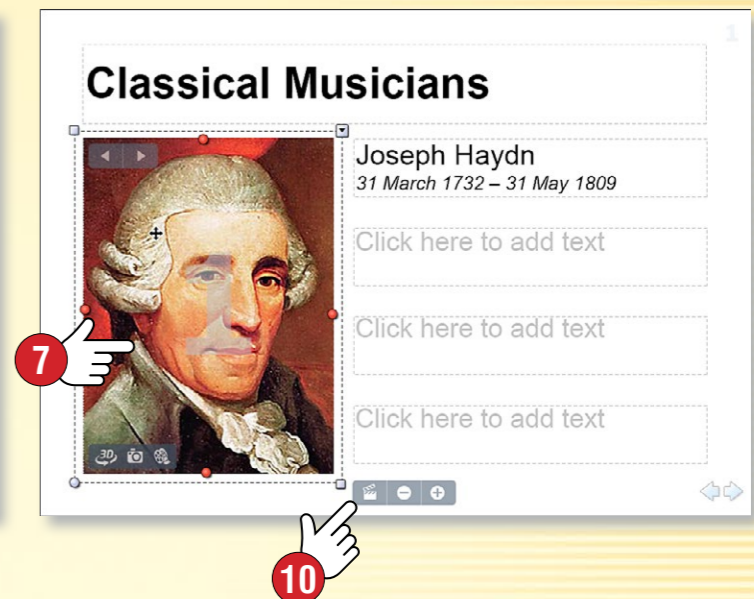 1
Classical Musicians
Joseph Haydn
31 March 1732 – 31 May 1809
Click here to add text
Click here to add text
Click here to add text
3D
7
10